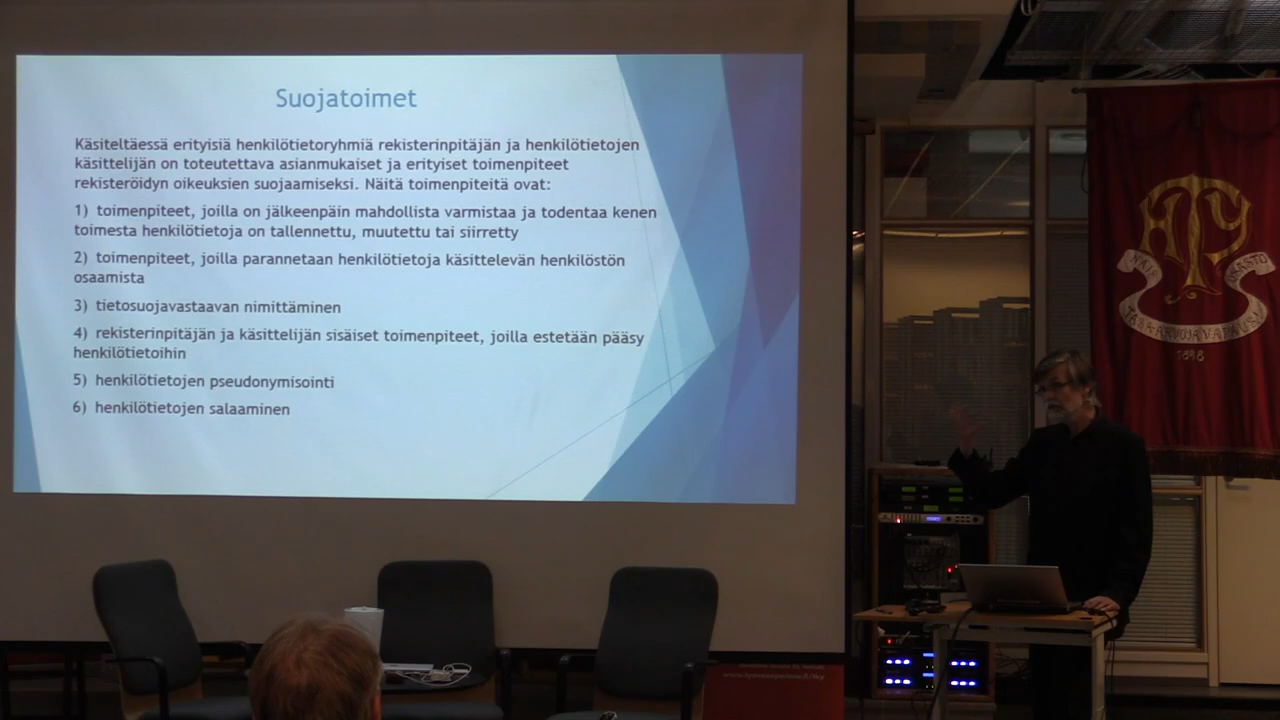 Suojatoimet
Käsiteltäessä erityisiä henkilötietoryhmiä rekisterinpitäjän ja henkilötietojen
käsittelijän on toteutettava asianmukaiset ja erityiset toimenpiteet
rekisteröidyn oikeuksien suojaamiseksi. Näitä toimenpiteitä ovat:
1) toimenpiteet, joilla on jälkeenpäin mahdollista varmistaa ja todentaa kenen
toimesta henkilötietoja on tallennettu, muutettu tai siirretty
2) toimenpiteet, joilla parannetaan henkilötietoja käsittelevän henkilöstön
osaamista
3) tietosuojavastaavan nimittäminen
4) rekisterinpitäjän ja käsittelijän sisäiset toimenpiteet, joilla estetään pääsy
henkilötietoihin
5) henkilötietojen pseudonymisointi
6) henkilötietojen salaaminen
HTY
OSASTO
1898